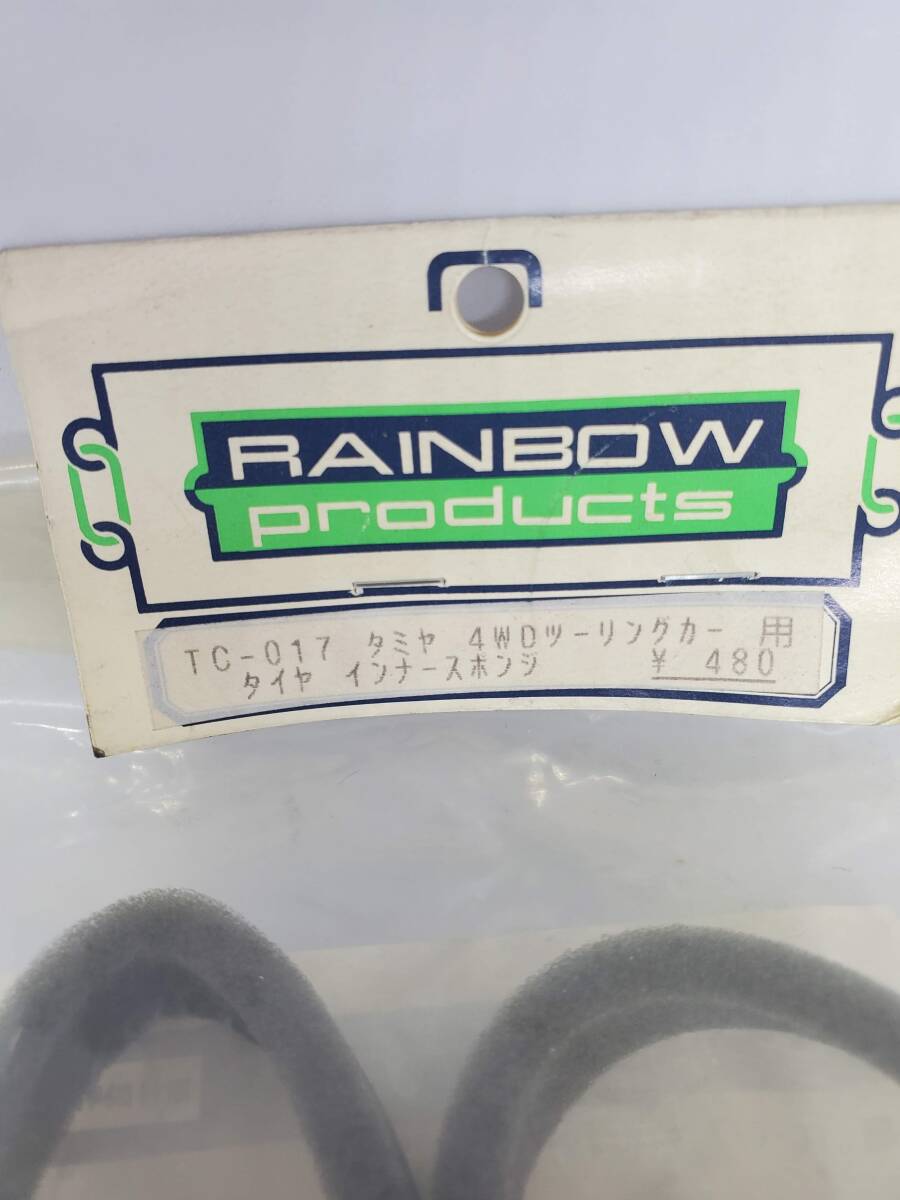 RAINBOW
products
TC-017 タミヤ 4WDツーリングカー 用
タイヤ インナースポンジ ¥ 480